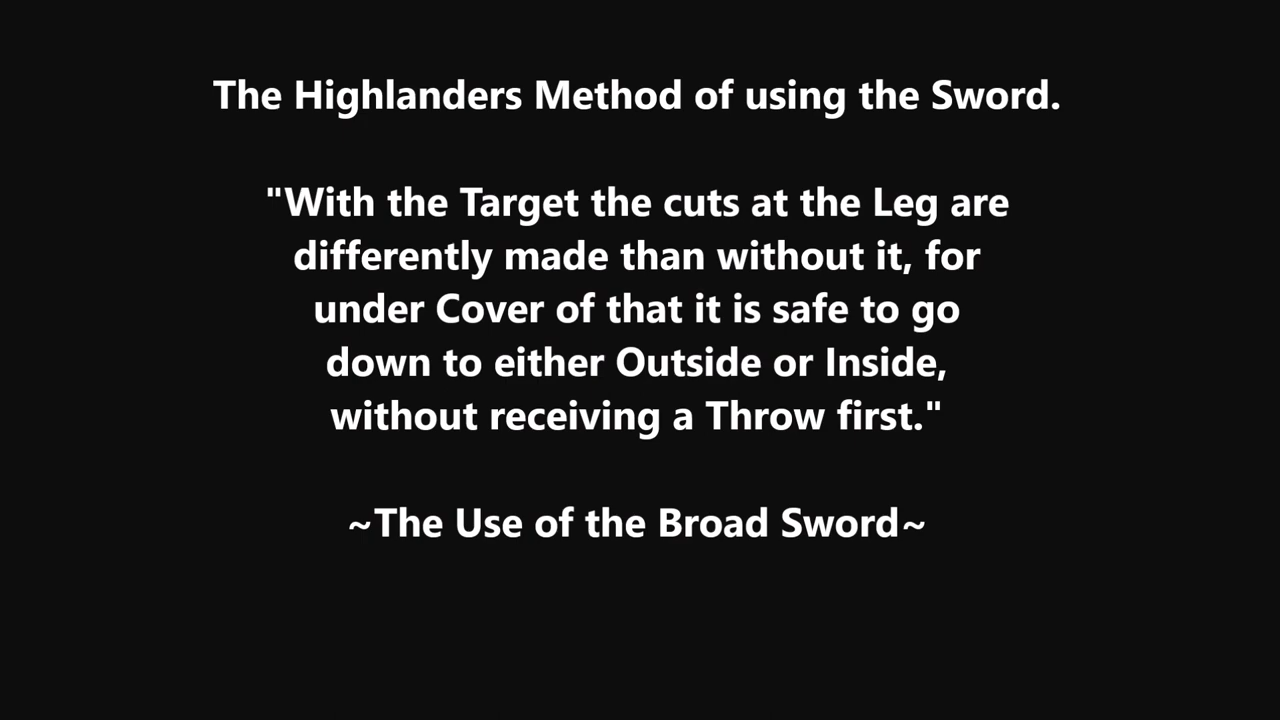 The Highlanders Method of using the Sword.
"With the Target the cuts at the Leg are
differently made than without it, for
under Cover of that it is safe to go
down to either Outside or Inside,
without receiving a Throw first."
~The Use of the Broad Sword~